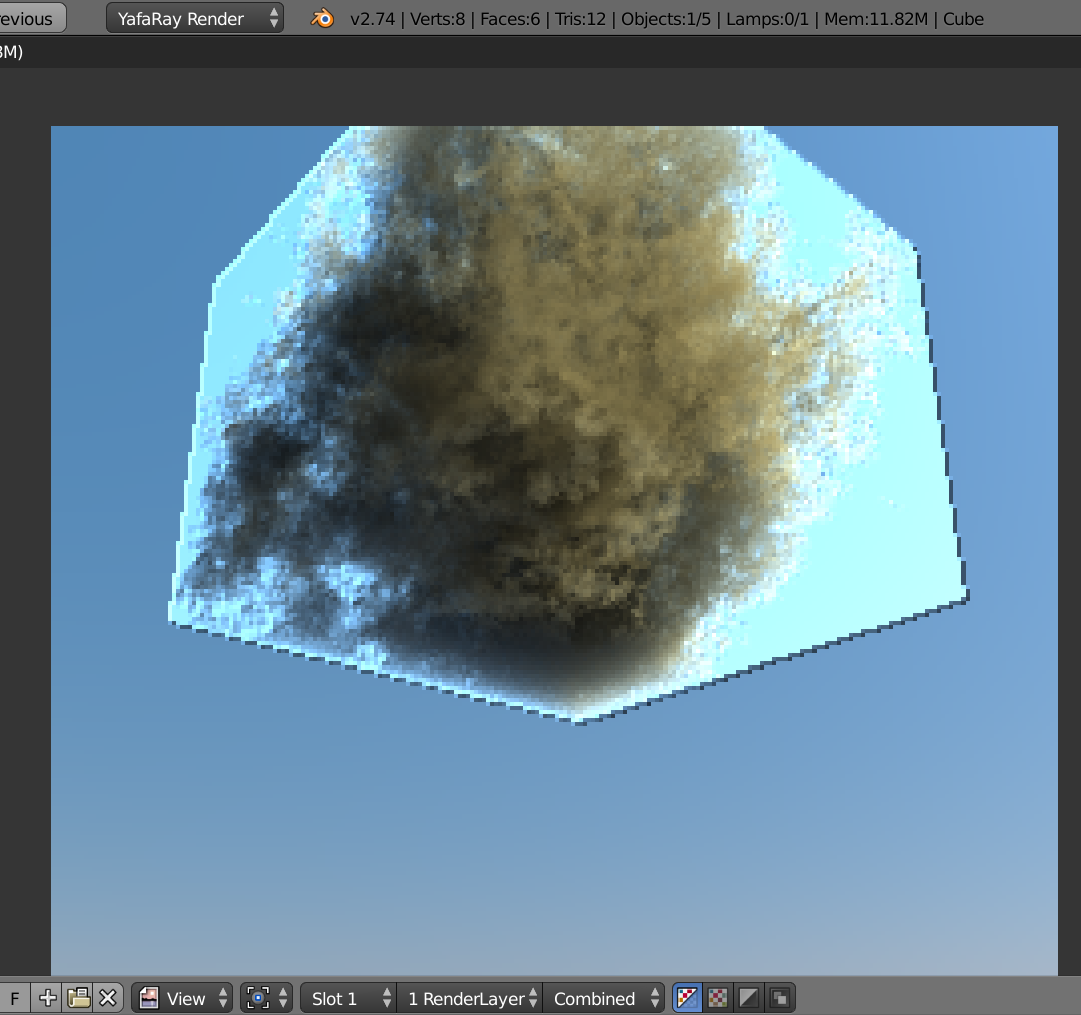 evious
YafaRay Render
v2.74 | Verts:8 | Faces:6 | Tris:12 | Objects:1/5 | Lamps:0/1 | Mem:11.82M | Cube
3M)
F
View
Slot 1
1 RenderLayer
Combined